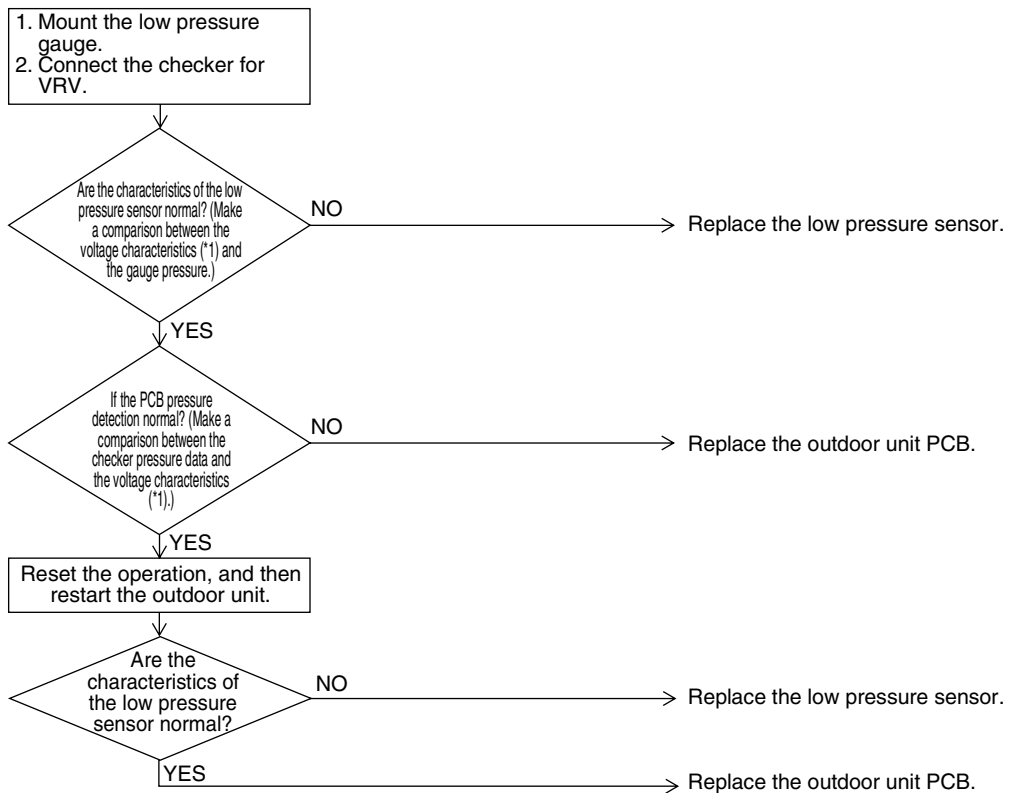 1. Mount the low pressure
gauge.
2. Connect the checker for
VRV.
Are the characteristics of the low
pressure sensor normal? (Make
a comparison between the
voltage characteristics (*1) and
the gauge pressure.)
NO
Replace the low pressure sensor.
YES
If the PCB pressure
detection normal? (Make a
comparison between the
checker pressure data and
the voltage characteristics
(*1).)
NO
Replace the outdoor unit PCB.
YES
Reset the operation, and then
restart the outdoor unit.
Are the
characteristics of
the low pressure
sensor normal?
NO
Replace the low pressure sensor.
YES
Replace the outdoor unit PCB.